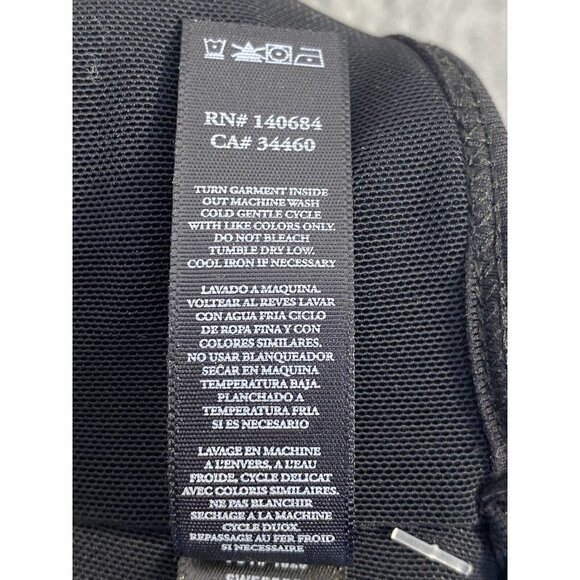 RN# 140684
CA# 34460
TURN GARMENT INSIDE
OUT MACHINE WASH
COLD GENTLE CYCLE
WITH LIKE COLORS ONLY.
DO NOT BLEACH
TUMBLE DRY LOW.
COOL IRON IF NECESSARY
LAVADO A MAQUINA.
VOLTEAR AL REVES LAVAR
CON AGUA FRIA CICLO
DE ROPA FINA Y CON
COLORES SIMILARES.
NO USAR BLANQUEADOR
SECAR EN MAQUINA
TEMPERATURA BAJA.
PLANCHADO A
TEMPERATURA FRIA
SI ES NECESARIO
LAVAGE EN MACHINE
A L'ENVERS, A L'EAU
FROIDE, CYCLE DELICAT
AVEC COLORIS SIMILAIRES.
NE PAS BLANCHIR
SECHAGE A LA MACHINE
CYCLE DUOX.
REPASSAGE AU FER FROID
SI NECESSAIRE